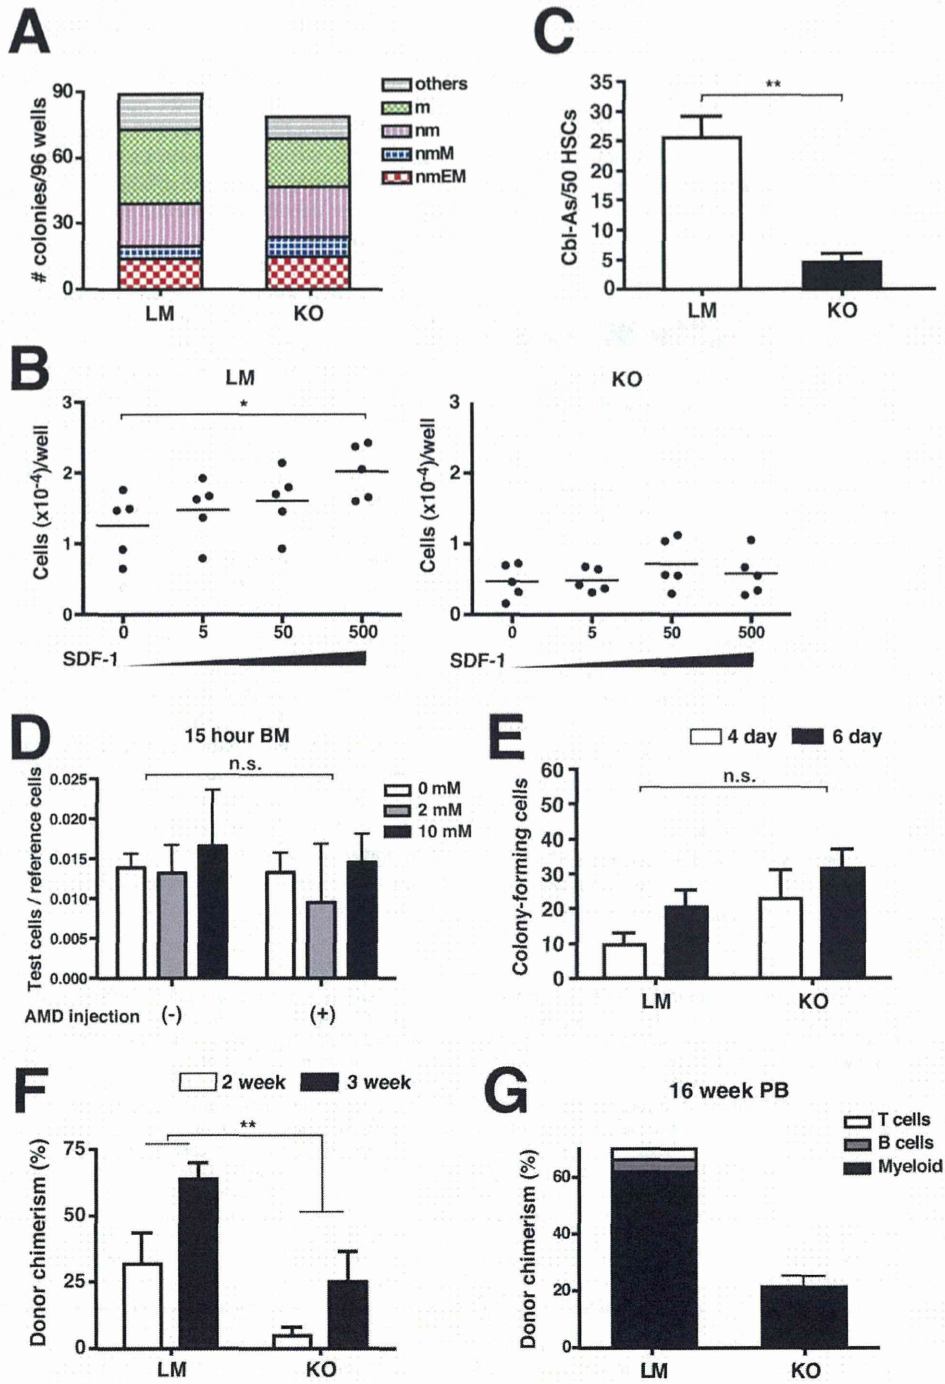 A
# colonies/96 wells
90
60
30
0
LM
KO
others
m
nm
nmM
nmEM
C
Cbl-As/50 HSCs
35
30
25
20
15
10
5
0
**
LM
KO
B
LM
Cells (x10⁻⁴)/well
3
2
1
0
*
0 5 50 500
SDF-1
KO
Cells (x10⁻⁴)/well
3
2
1
0
0 5 50 500
SDF-1
D
15 hour BM
n.s.
Test cells / reference cells
0.025
0.020
0.015
0.010
0.005
0.000
0 mM
2 mM
10 mM
AMD injection (-) (+)
E
4 day 6 day
n.s.
Colony-forming cells
60
50
40
30
20
10
0
LM KO
F
2 week 3 week
**
Donor chimerism (%)
75
50
25
0
LM KO
G
16 week PB
T cells
B cells
Myeloid
Donor chimerism (%)
60
40
20
0
LM KO